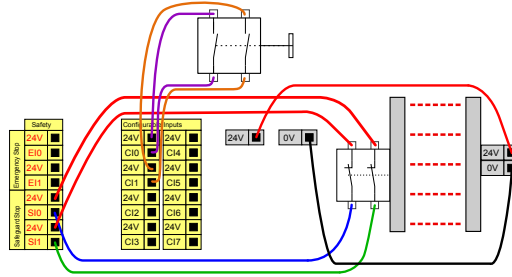 Safety
24V
EI0
24V
EI1
24V
SI0
24V
SI1
Emergency Stop
Safeguard Stop
Configurable Inputs
24V 24V
CI0 CI4
24V 24V
CI1 CI5
24V 24V
CI2 CI6
24V 24V
CI3 CI7
24V
0V
24V
0V